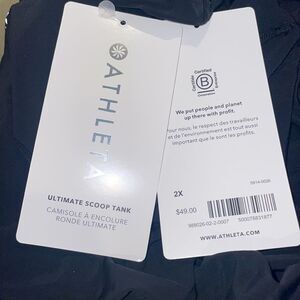 ATHLETA
ULTIMATE SCOOP TANK
CAMISOLE À ENCOLURE
RONDE ULTIMATE
Certified
B
Corporation
We put people and planet
up there with profit.
Pour nous, le respect des travailleurs
et de l'environnement est tout aussi
important que le sont les profits.
2X
$49.00
WWW.ATHLETA.COM